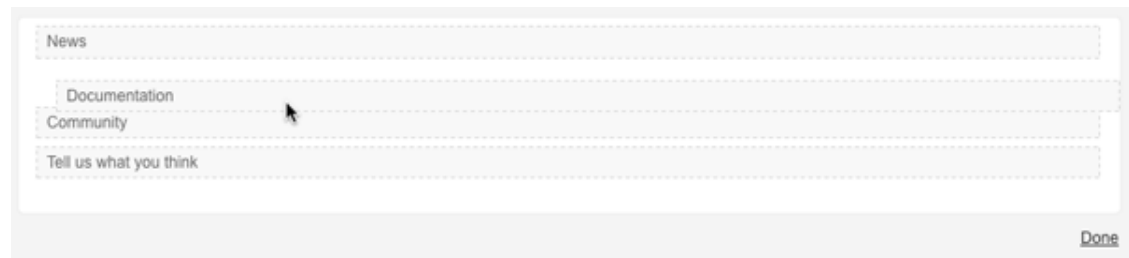 News
Documentation
Community
Tell us what you think
Done